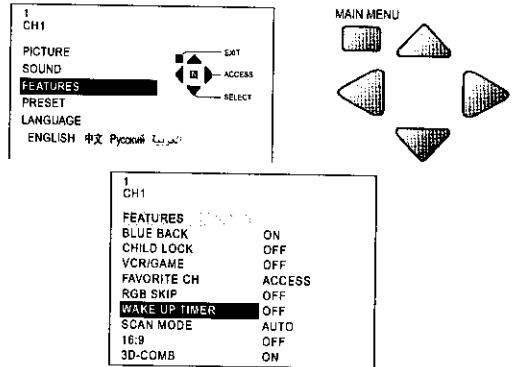 1
CH1
PICTURE
SOUND
FEATURES
PRESET
LANGUAGE
ENGLISH 中文 Русский العربية
EXIT
ACCESS
SELECT
MAIN MENU
1
CH1
FEATURES
BLUE BACK ON
CHILD LOCK OFF
VCR/GAME OFF
FAVORITE CH ACCESS
RGB SKIP OFF
WAKE UP TIMER OFF
SCAN MODE AUTO
16:9 OFF
3D-COMB ON